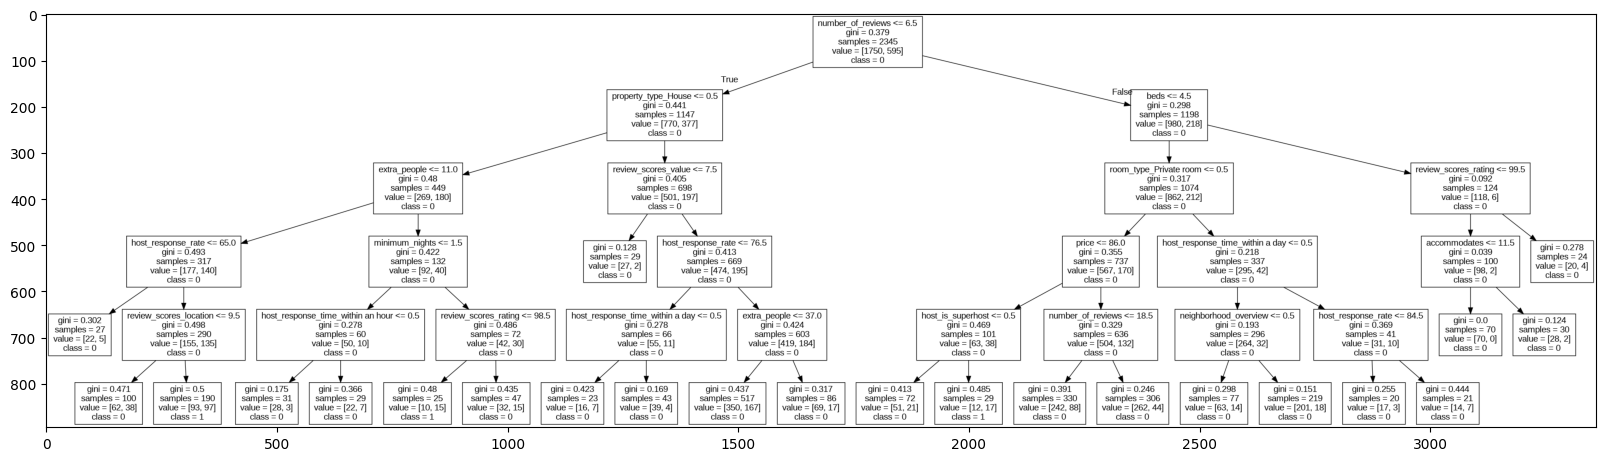 0
100
200
300
400
500
600
700
800
0
500
1000
1500
2000
2500
3000
number_of_reviews <= 6.5
gini = 0.379
samples = 2345
value = [1750, 595]
class = 0
True
False
property_type_House <= 0.5
gini = 0.441
samples = 1147
value = [770, 377]
class = 0
beds <= 4.5
gini = 0.298
samples = 1198
value = [980, 218]
class = 0
extra_people <= 11.0
gini = 0.48
samples = 449
value = [269, 180]
class = 0
review_scores_value <= 7.5
gini = 0.405
samples = 698
value = [501, 197]
class = 0
room_type_Private room <= 0.5
gini = 0.317
samples = 1074
value = [862, 212]
class = 0
review_scores_rating <= 99.5
gini = 0.092
samples = 124
value = [118, 6]
class = 0
host_response_rate <= 65.0
gini = 0.493
samples = 317
value = [177, 140]
class = 0
minimum_nights <= 1.5
gini = 0.422
samples = 132
value = [92, 40]
class = 0
gini = 0.128
samples = 29
value = [27, 2]
class = 0
host_response_rate <= 76.5
gini = 0.413
samples = 669
value = [474, 195]
class = 0
price <= 86.0
gini = 0.355
samples = 737
value = [567, 170]
class = 0
host_response_time_within a day <= 0.5
gini = 0.218
samples = 337
value = [295, 42]
class = 0
accommodates <= 11.5
gini = 0.039
samples = 100
value = [98, 2]
class = 0
gini = 0.278
samples = 24
value = [20, 4]
class = 0
gini = 0.302
samples = 27
value = [22, 5]
class = 0
review_scores_location <= 9.5
gini = 0.498
samples = 290
value = [155, 135]
class = 0
host_response_time_within an hour <= 0.5
gini = 0.278
samples = 60
value = [50, 10]
class = 0
review_scores_rating <= 98.5
gini = 0.486
samples = 72
value = [42, 30]
class = 0
host_response_time_within a day <= 0.5
gini = 0.278
samples = 66
value = [55, 11]
class = 0
extra_people <= 37.0
gini = 0.424
samples = 603
value = [419, 184]
class = 0
host_is_superhost <= 0.5
gini = 0.469
samples = 101
value = [63, 38]
class = 0
number_of_reviews <= 18.5
gini = 0.329
samples = 636
value = [504, 132]
class = 0
neighborhood_overview <= 0.5
gini = 0.193
samples = 296
value = [264, 32]
class = 0
host_response_rate <= 84.5
gini = 0.369
samples = 41
value = [31, 10]
class = 0
gini = 0.0
samples = 70
value = [70, 0]
class = 0
gini = 0.124
samples = 30
value = [28, 2]
class = 0
gini = 0.471
samples = 100
value = [62, 38]
class = 0
gini = 0.5
samples = 190
value = [93, 97]
class = 1
gini = 0.175
samples = 31
value = [28, 3]
class = 0
gini = 0.366
samples = 29
value = [22, 7]
class = 0
gini = 0.48
samples = 25
value = [10, 15]
class = 1
gini = 0.435
samples = 47
value = [32, 15]
class = 0
gini = 0.423
samples = 23
value = [16, 7]
class = 0
gini = 0.169
samples = 43
value = [39, 4]
class = 0
gini = 0.437
samples = 517
value = [350, 167]
class = 0
gini = 0.317
samples = 86
value = [69, 17]
class = 0
gini = 0.413
samples = 72
value = [51, 21]
class = 0
gini = 0.485
samples = 29
value = [12, 17]
class = 1
gini = 0.391
samples = 330
value = [242, 88]
class = 0
gini = 0.246
samples = 306
value = [262, 44]
class = 0
gini = 0.298
samples = 77
value = [63, 14]
class = 0
gini = 0.151
samples = 219
value = [201, 18]
class = 0
gini = 0.255
samples = 20
value = [17, 3]
class = 0
gini = 0.444
samples = 21
value = [14, 7]
class = 0